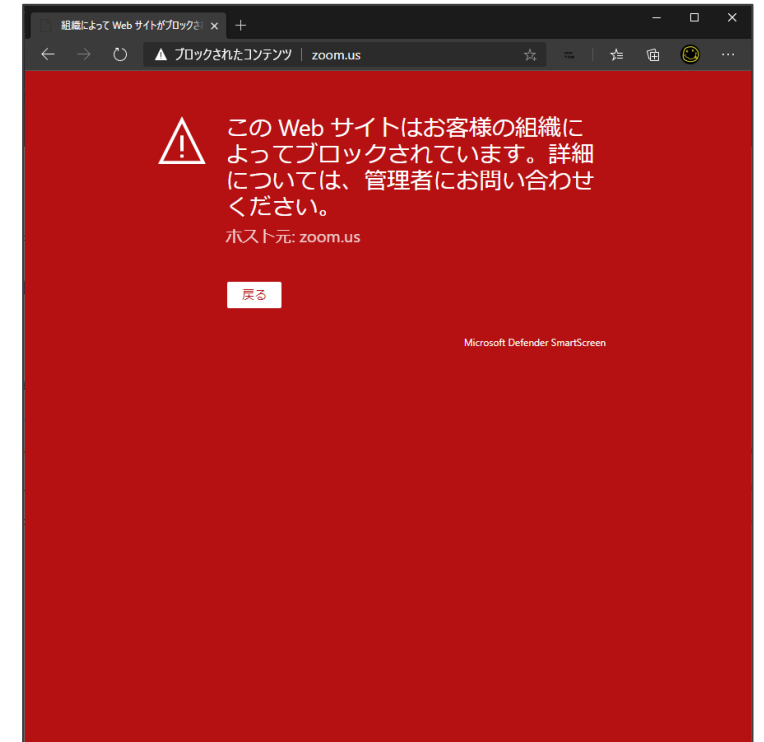 組織によって Web サイトがブロックさ
ブロックされたコンテンツ zoom.us
この Web サイトはお客様の組織に
よってブロックされています。詳細
については、管理者にお問い合わせ
ください。
ホスト元: zoom.us
戻る
Microsoft Defender SmartScreen